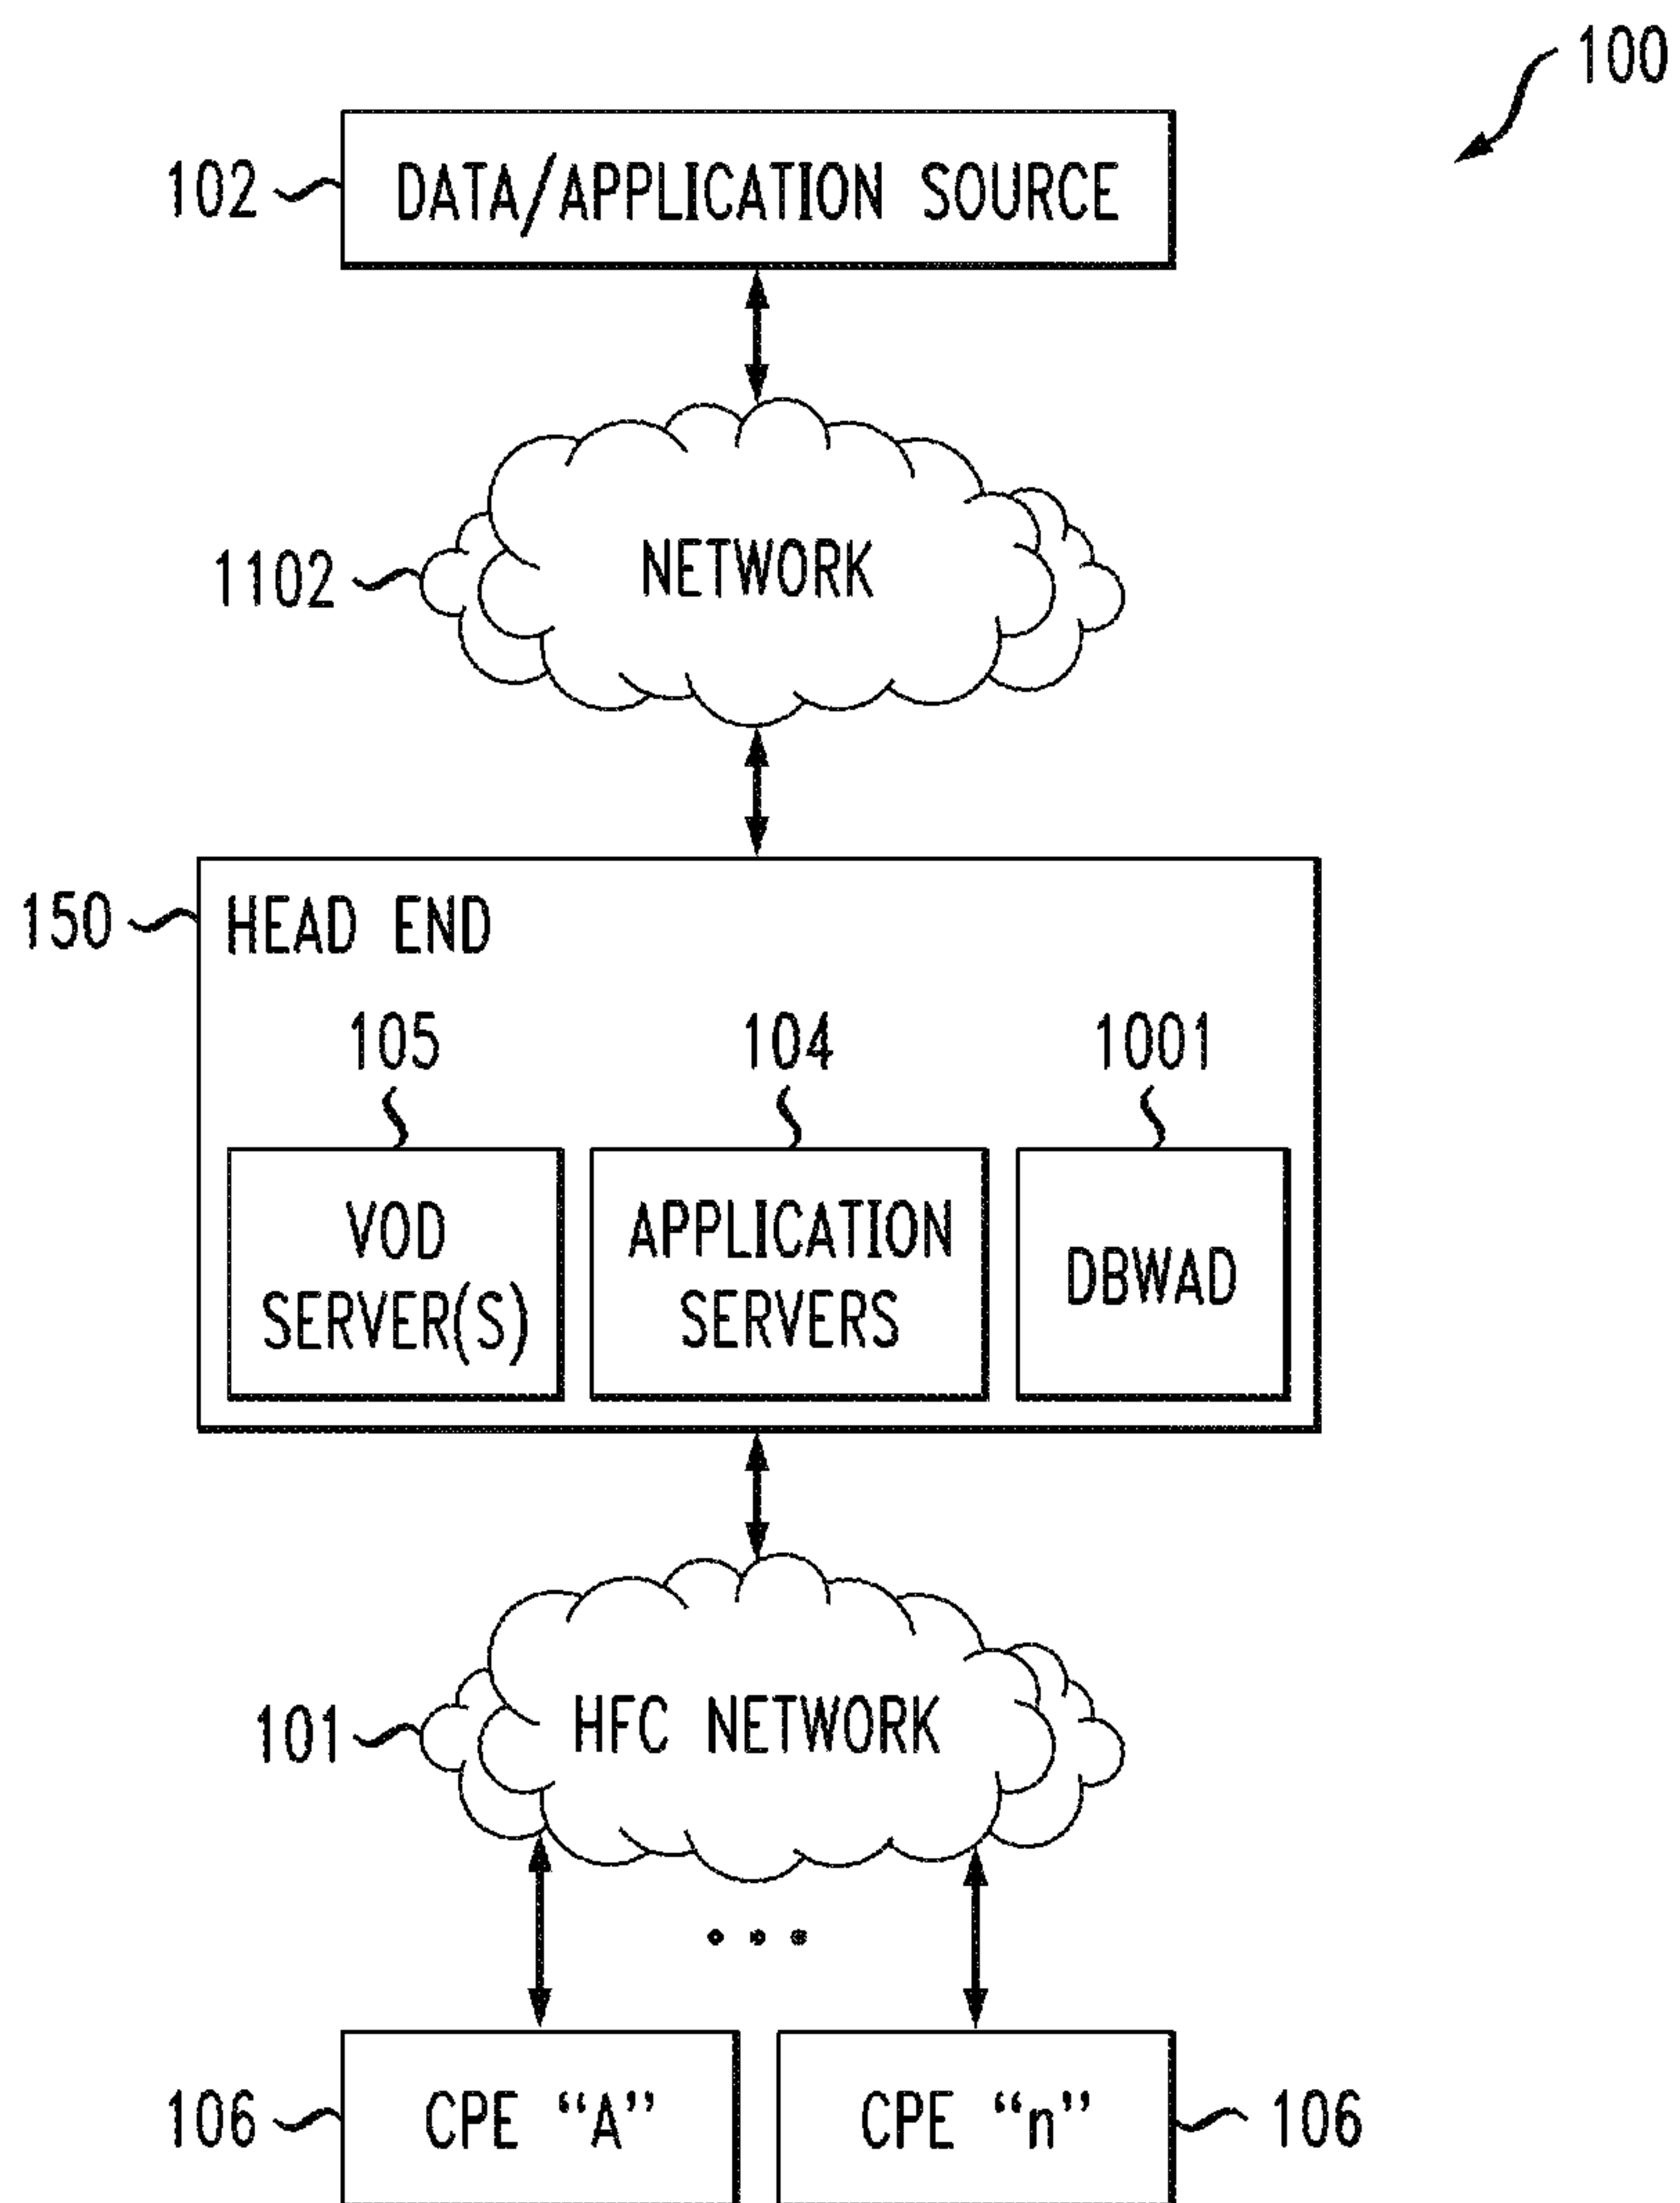 100
102
DATA/APPLICATION SOURCE
1102
NETWORK
150
HEAD END
105
104
1001
VOD
SERVER(S)
APPLICATION
SERVERS
DBWAD
101
HFC NETWORK
106
CPE “A”
CPE “n”
106